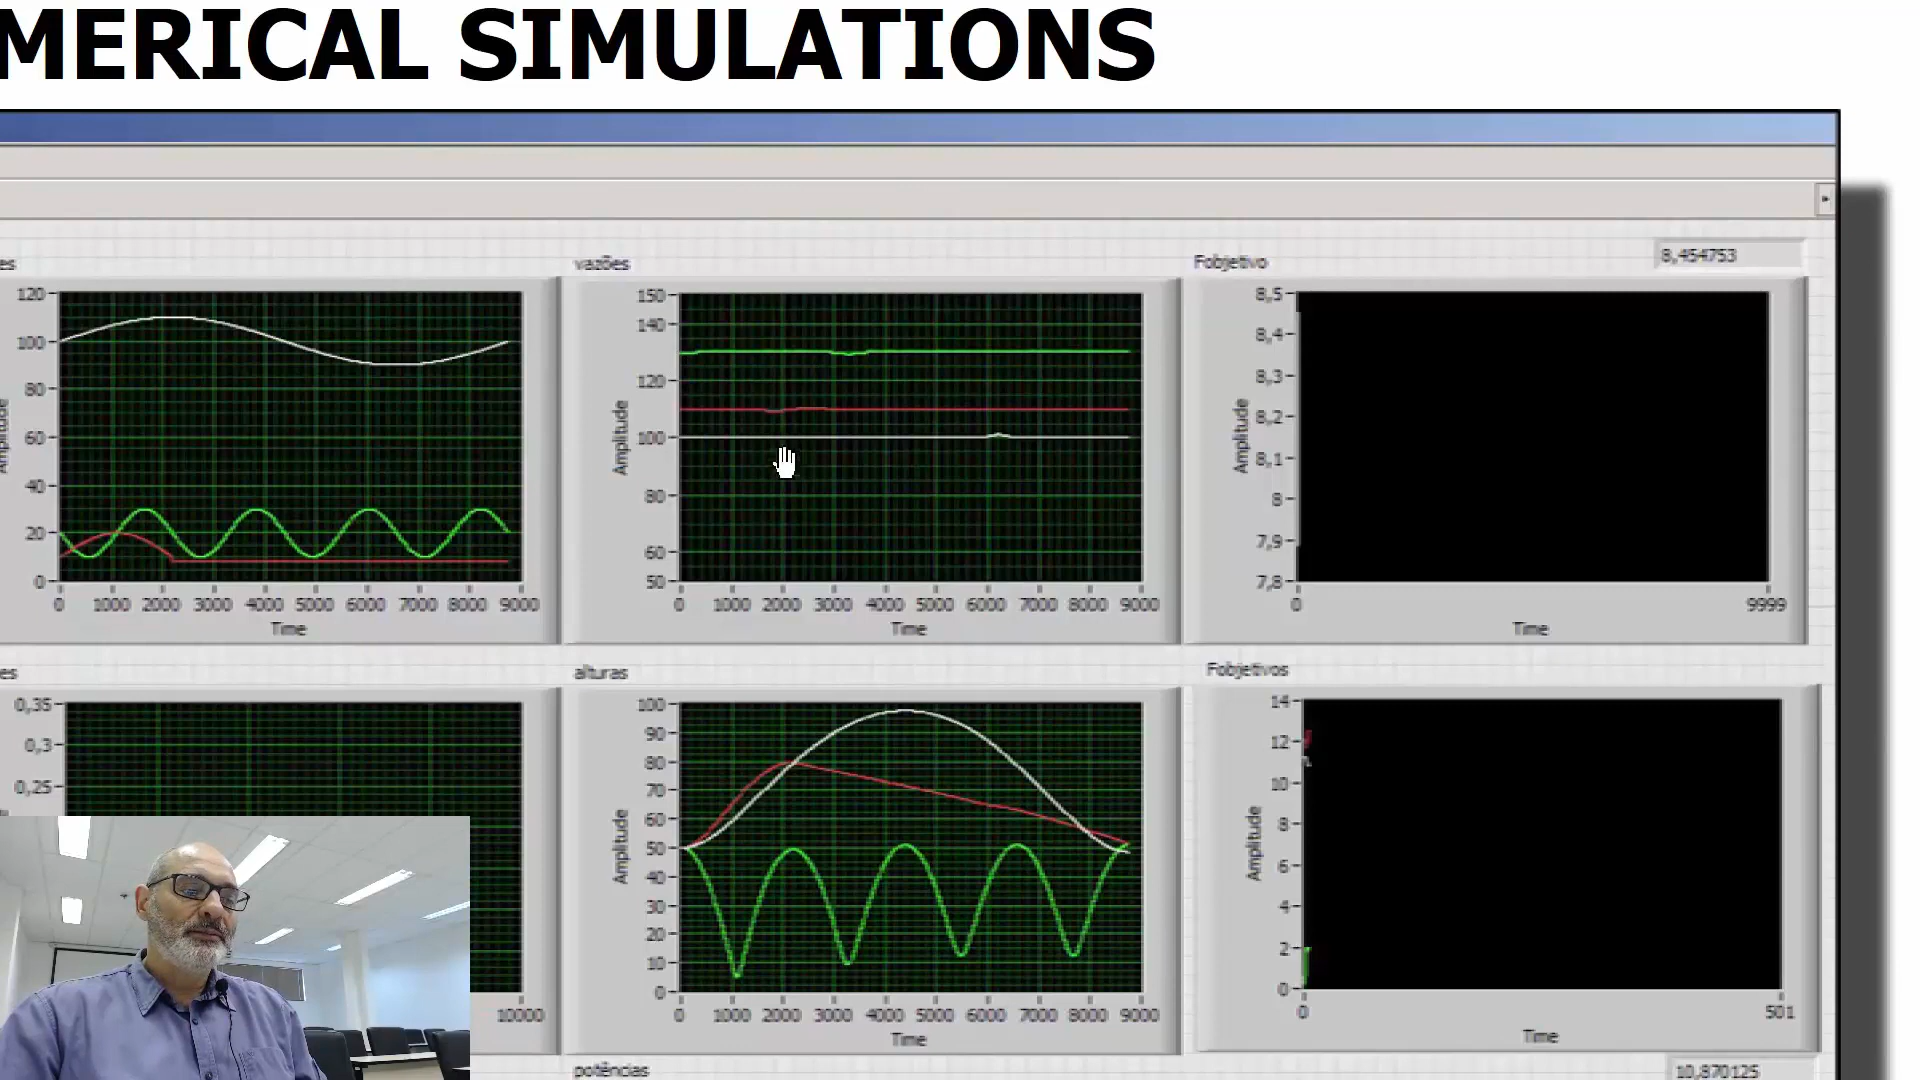 MERICAL SIMULATIONS
8,454753
es
vazões
Fobjetivo
120
100
80
60
40
20
0
Amplitude
0 1000 2000 3000 4000 5000 6000 7000 8000 9000
Time
150
140
120
100
80
60
50
Amplitude
0 1000 2000 3000 4000 5000 6000 7000 8000 9000
Time
8,5
8,4
8,3
8,2
8,1
8
7,9
7,8
Amplitude
0 9999
Time
es
alturas
Fobjetivos
0,35
0,3
0,25
10000
100
90
80
70
60
50
40
30
20
10
0
Amplitude
0 1000 2000 3000 4000 5000 6000 7000 8000 9000
Time
14
12
10
8
6
4
2
0
Amplitude
0 501
Time
potências
10,870125